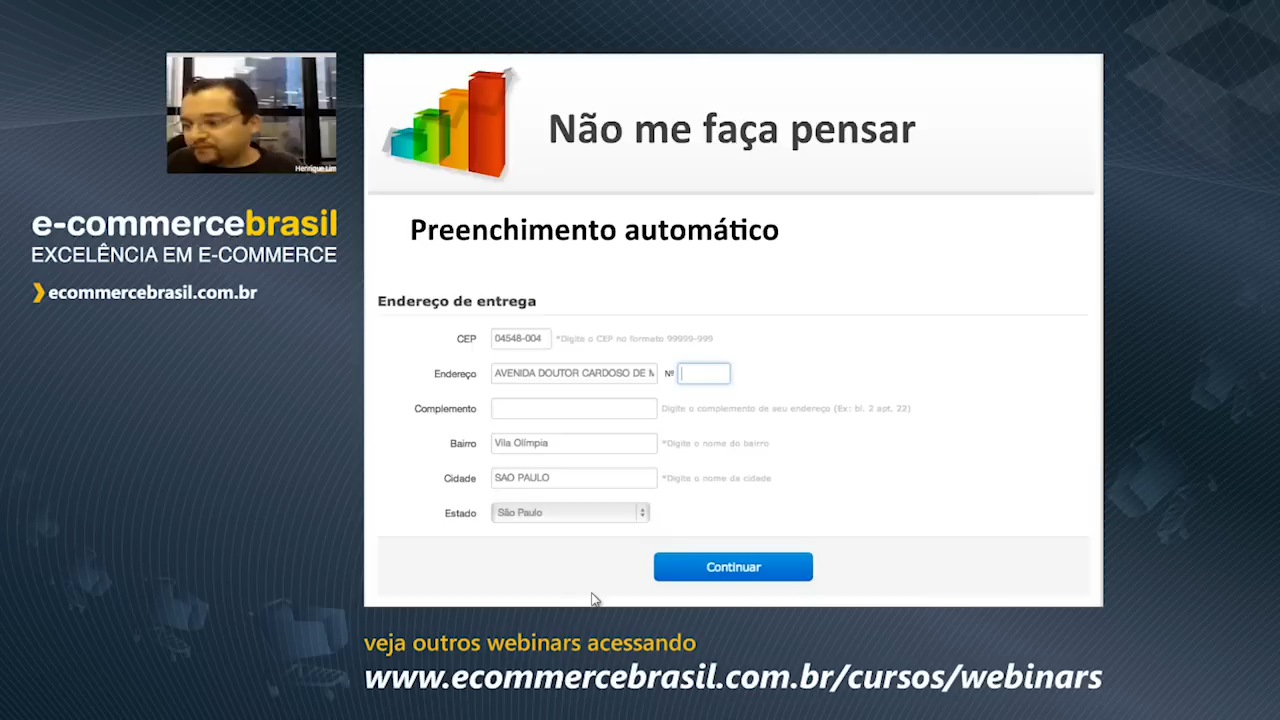 Henrique Lim
e-commercebrasil
EXCELÊNCIA EM E-COMMERCE
ecommercebrasil.com.br
Não me faça pensar
Preenchimento automático
Endereço de entrega
CEP 04548-004 *Digite o CEP no formato 99999-999
Endereço AVENIDA DOUTOR CARDOSO DE M Nº
Complemento Digite o complemento de seu endereço (Ex: bl. 2 apt. 22)
Bairro Vila Olímpia *Digite o nome do bairro
Cidade SAO PAULO *Digite o nome da cidade
Estado São Paulo
Continuar
veja outros webinars acessando
www.ecommercebrasil.com.br/cursos/webinars